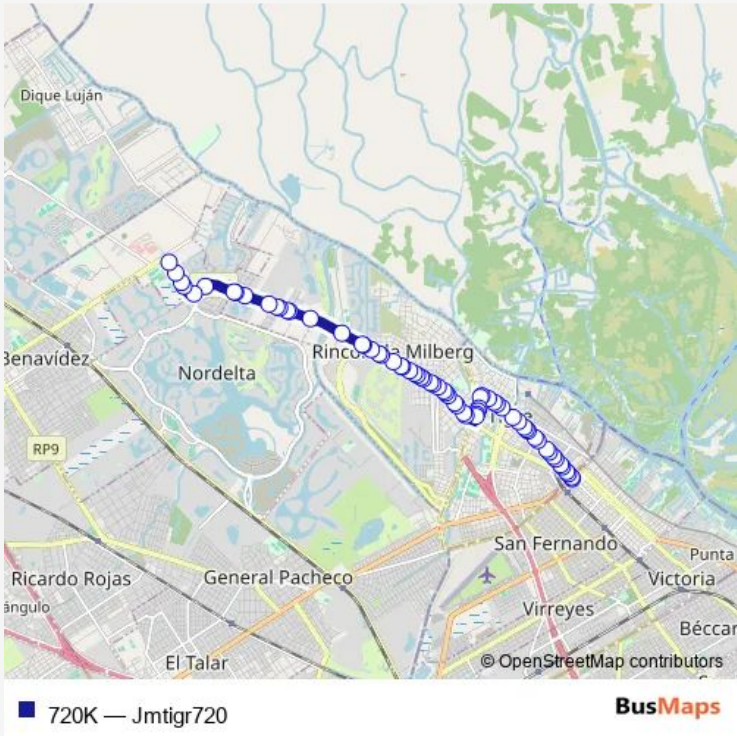 Dique Luján
Rincón de Milberg
Benavídez
Nordelta
RP9
San Fernando
Punta
Ricardo Rojas
General Pacheco
Victoria
ángulo
Virreyes
Béccar
El Talar
© OpenStreetMap contributors
720K — Jmtigr720
BusMaps